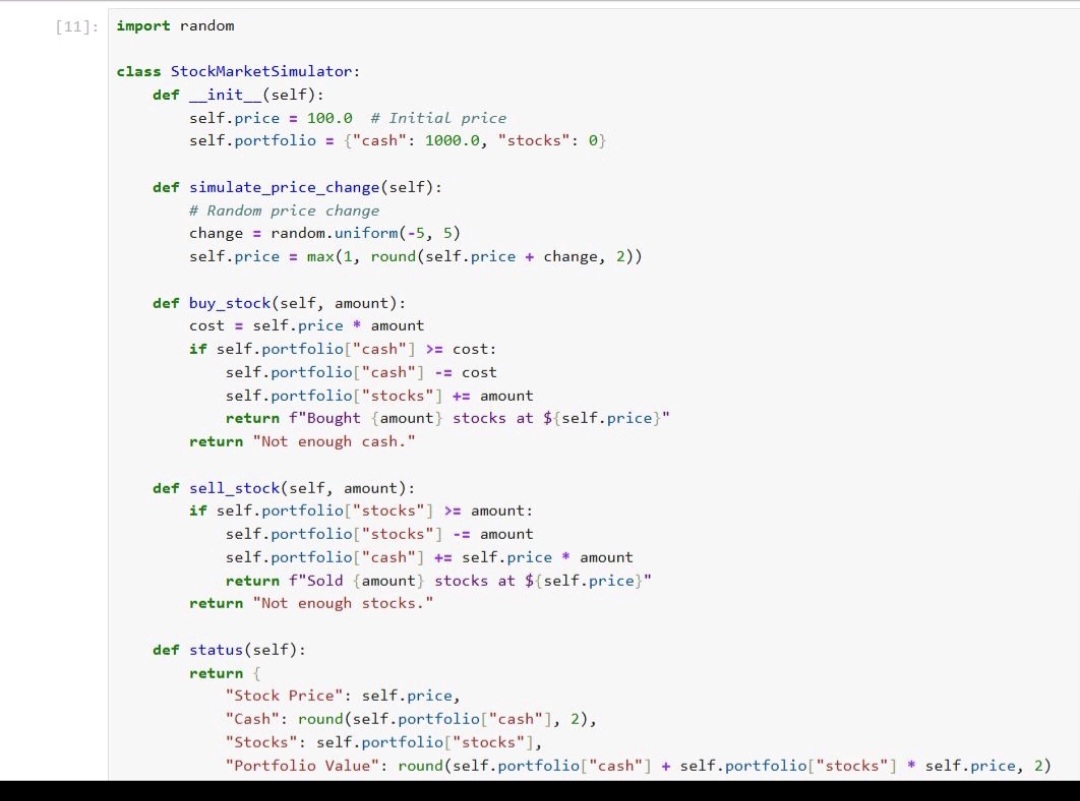 [11]: import random
class StockMarketSimulator:
    def __init__(self):
        self.price = 100.0  # Initial price
        self.portfolio = {"cash": 1000.0, "stocks": 0}
    def simulate_price_change(self):
        # Random price change
        change = random.uniform(-5, 5)
        self.price = max(1, round(self.price + change, 2))
    def buy_stock(self, amount):
        cost = self.price * amount
        if self.portfolio["cash"] >= cost:
            self.portfolio["cash"] -= cost
            self.portfolio["stocks"] += amount
            return f"Bought {amount} stocks at ${self.price}"
        return "Not enough cash."
    def sell_stock(self, amount):
        if self.portfolio["stocks"] >= amount:
            self.portfolio["stocks"] -= amount
            self.portfolio["cash"] += self.price * amount
            return f"Sold {amount} stocks at ${self.price}"
        return "Not enough stocks."
    def status(self):
        return {
            "Stock Price": self.price,
            "Cash": round(self.portfolio["cash"], 2),
            "Stocks": self.portfolio["stocks"],
            "Portfolio Value": round(self.portfolio["cash"] + self.portfolio["stocks"] * self.price, 2)